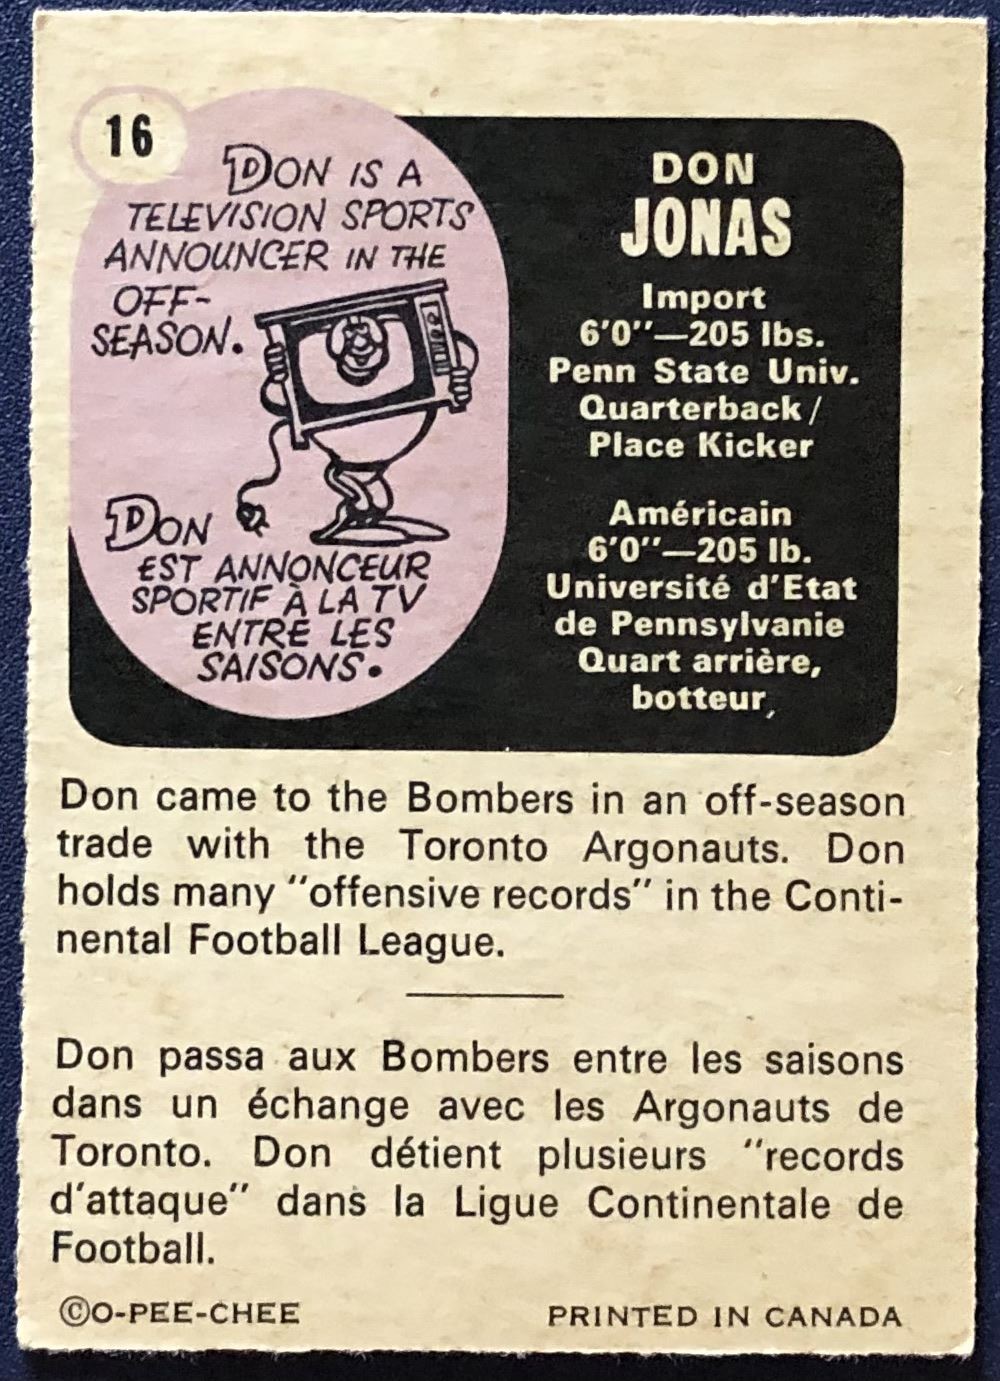 16
DON IS A
TELEVISION SPORTS
ANNOUNCER IN THE
OFF-
SEASON.
DON
EST ANNONCEUR
SPORTIF À LA TV
ENTRE LES
SAISONS.
DON
JONAS
Import
6'0"—205 lbs.
Penn State Univ.
Quarterback/
Place Kicker
Américain
6'0"—205 lb.
Université d'Etat
de Pennsylvanie
Quart arrière,
botteur,
Don came to the Bombers in an off-season
trade with the Toronto Argonauts. Don
holds many "offensive records" in the Conti-
nental Football League.
Don passa aux Bombers entre les saisons
dans un échange avec les Argonauts de
Toronto. Don détient plusieurs "records
d'attaque" dans la Ligue Continentale de
Football.
©O-PEE-CHEE
PRINTED IN CANADA